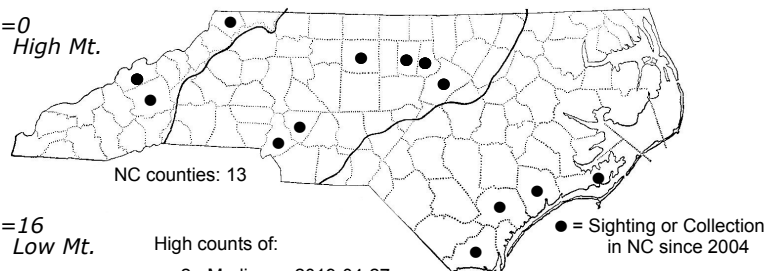 =0
High Mt.
NC counties: 13
=16
Low Mt.
High counts of:
● = Sighting or Collection
in NC since 2004